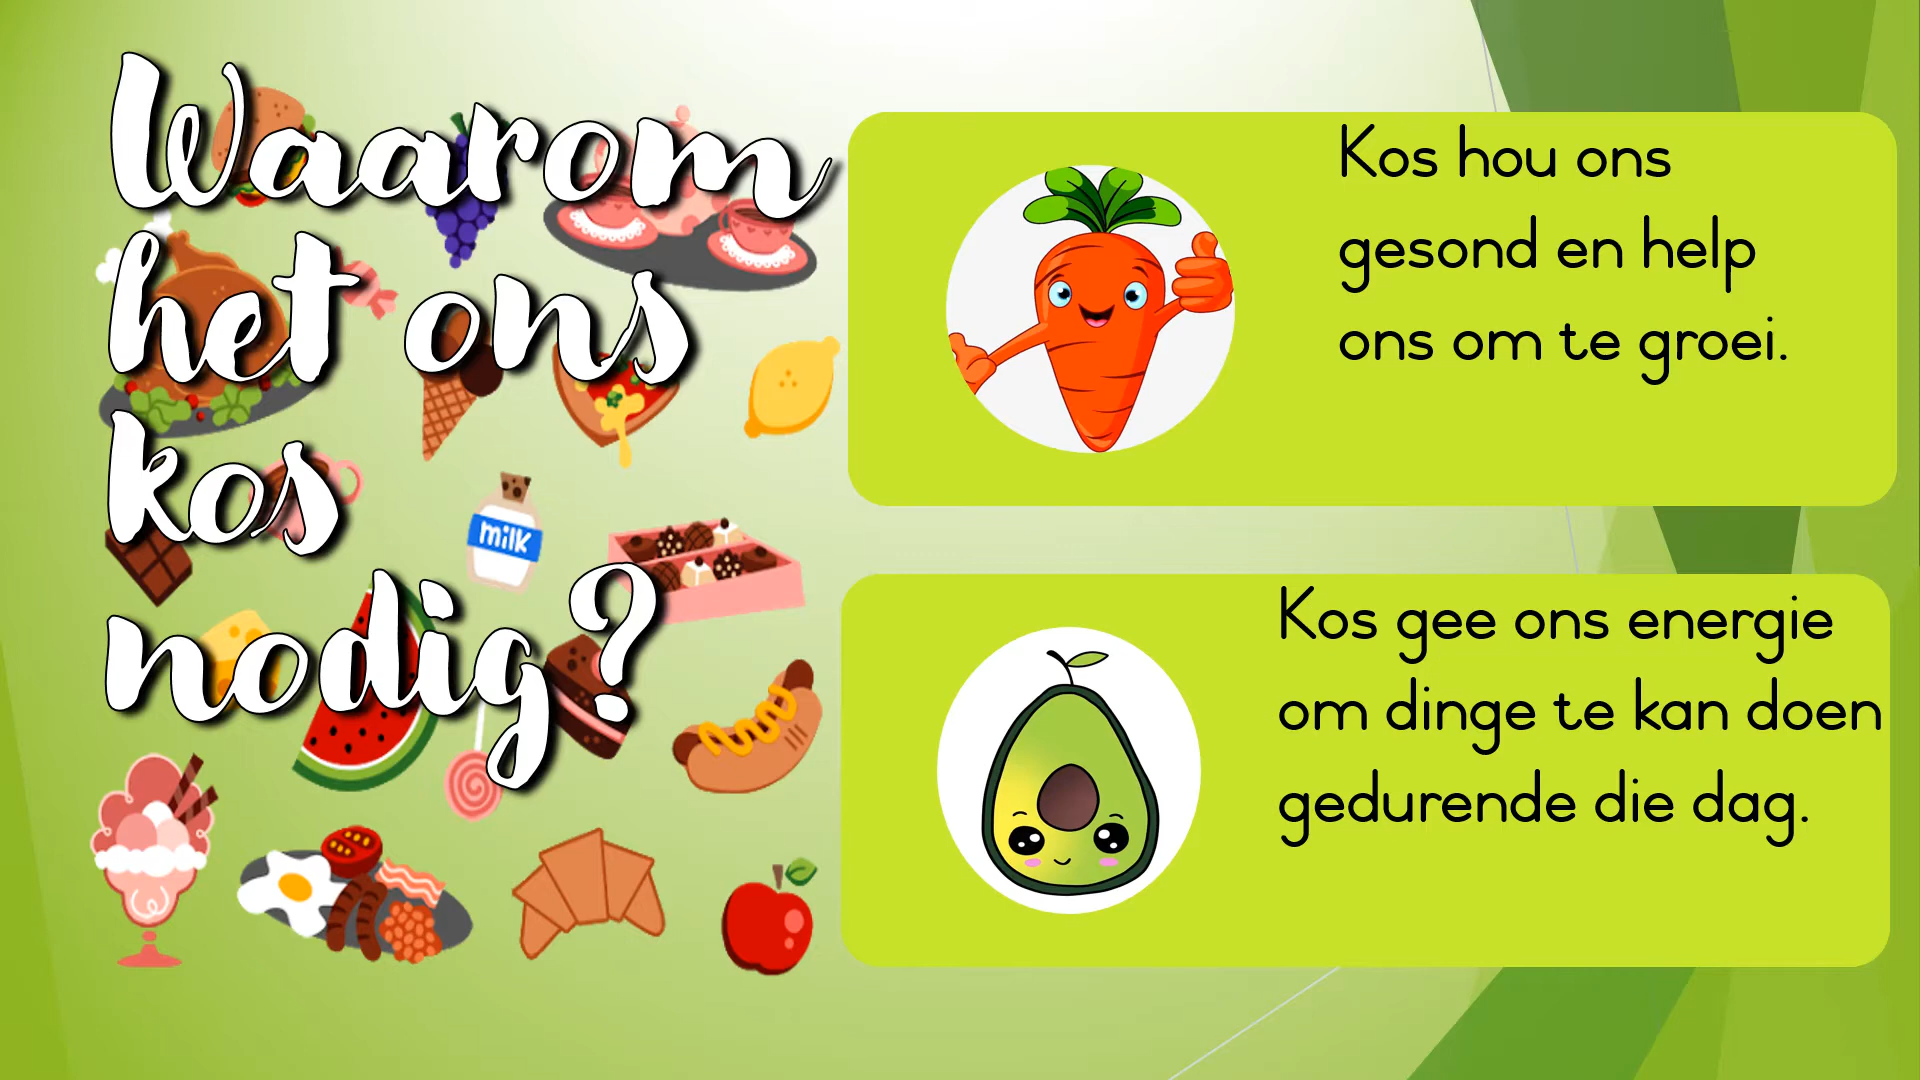 Waarom
het ons
kos
nodig?
milk
Kos hou ons
gesond en help
ons om te groei.
Kos gee ons energie
om dinge te kan doen
gedurende die dag.